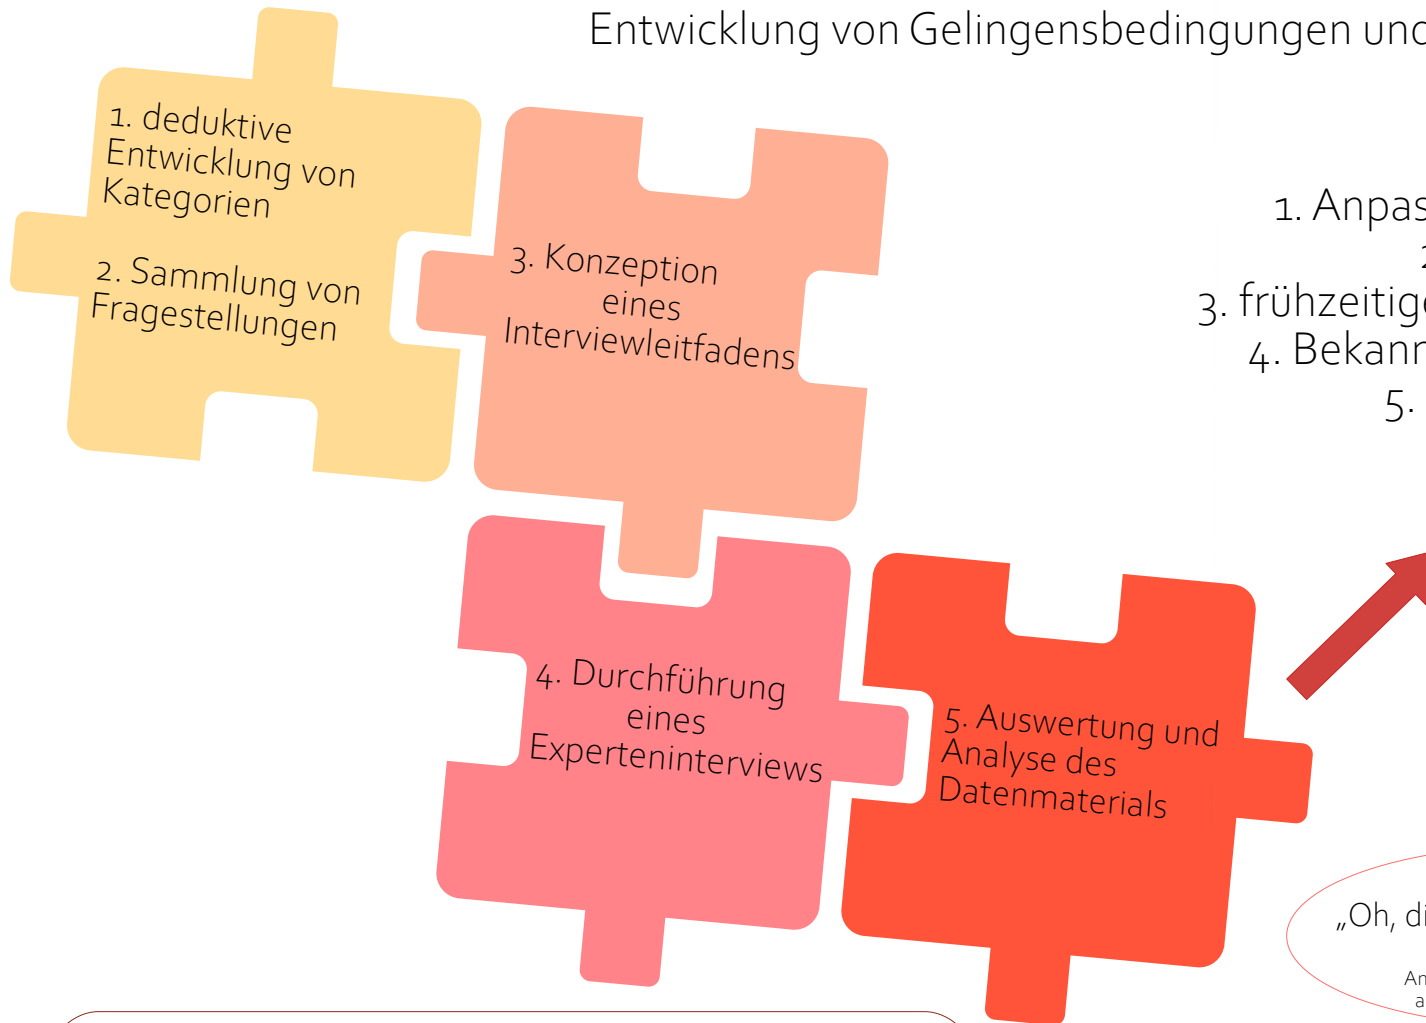 Entwicklung von Gelingensbedingungen und
1. deduktive
Entwicklung von
Kategorien
2. Sammlung von
Fragestellungen
3. Konzeption
eines
Interviewleitfadens
4. Durchführung
eines
Experteninterviews
5. Auswertung und
Analyse des
Datenmaterials
1. Anpas
3. frühzeitig
4. Bekann
5.
„Oh, di
An
a